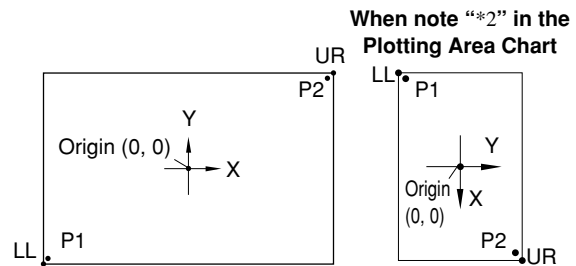 When note “*2” in the
Plotting Area Chart
UR
P2
Y
Origin (0, 0)
X
P1
LL
LL
P1
Y
Origin
(0, 0)
X
P2
UR